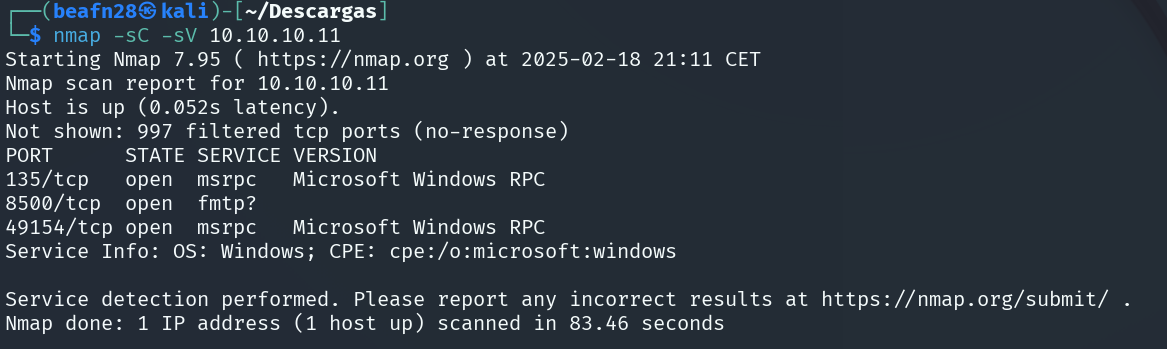 ┌──(beafn28㉿kali)-[~/Descargas]
└─$ nmap -sC -sV 10.10.10.11
Starting Nmap 7.95 ( https://nmap.org ) at 2025-02-18 21:11 CET
Nmap scan report for 10.10.10.11
Host is up (0.052s latency).
Not shown: 997 filtered tcp ports (no-response)
PORT      STATE SERVICE VERSION
135/tcp   open  msrpc   Microsoft Windows RPC
8500/tcp  open  fmtp?
49154/tcp open  msrpc   Microsoft Windows RPC
Service Info: OS: Windows; CPE: cpe:/o:microsoft:windows

Service detection performed. Please report any incorrect results at https://nmap.org/submit/ .
Nmap done: 1 IP address (1 host up) scanned in 83.46 seconds